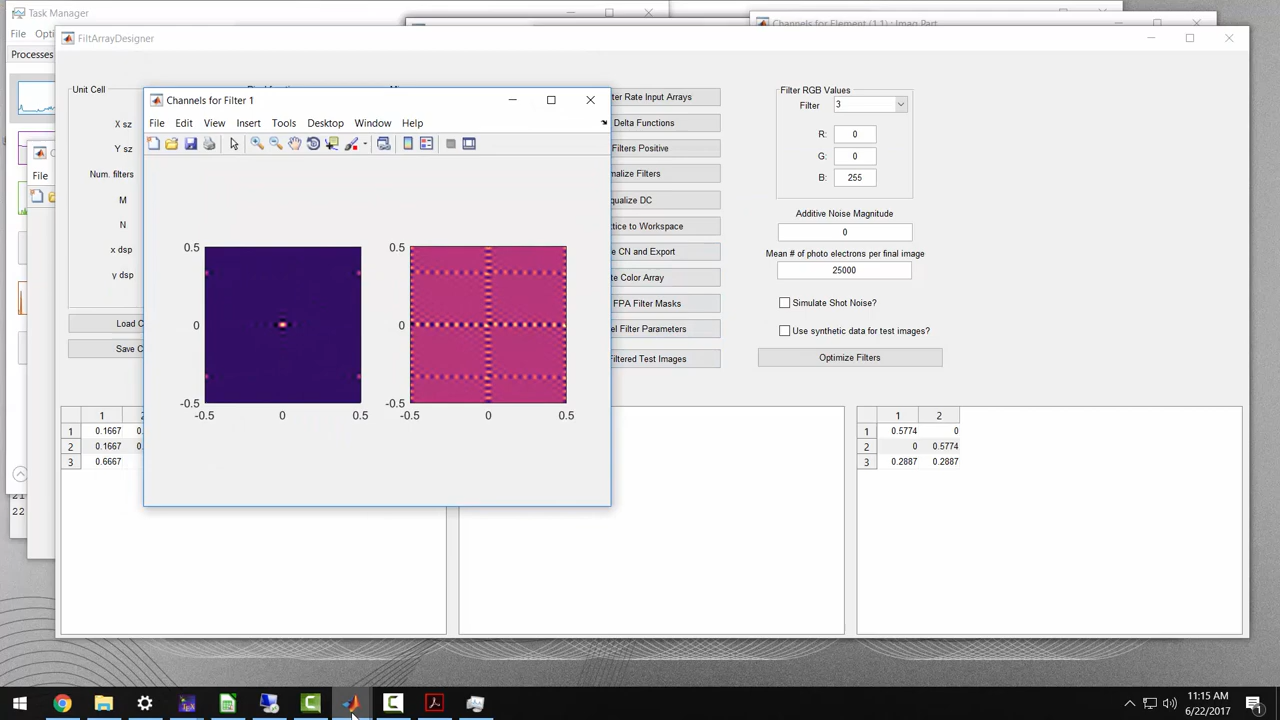 Task Manager
File Opti
Processes
Channels for Element (1,1) : Imag Part
FiltArrayDesigner
Unit Cell
X sz
Y sz
Num. filters
M
N
x dsp
y dsp
Load C
Save C
File
Channels for Filter 1
File Edit View Insert Tools Desktop Window Help
0.5
0
-0.5
-0.5 0 0.5
0.5
0
-0.5
-0.5 0 0.5
ter Rate Input Arrays
Delta Functions
Filters Positive
malize Filters
qualize DC
ttice to Workspace
e CN and Export
te Color Array
FPA Filter Masks
el Filter Parameters
Filtered Test Images
Filter RGB Values
Filter 3
R: 0
G: 0
B: 255
Additive Noise Magnitude
0
Mean # of photo electrons per final image
25000
Simulate Shot Noise?
Use synthetic data for test images?
Optimize Filters
1 2
1 0.1667
2 0.1667
3 0.6667
1 2
1 0.5774 0
2 0 0.5774
3 0.2887 0.2887
21
22
11:15 AM
6/22/2017
1